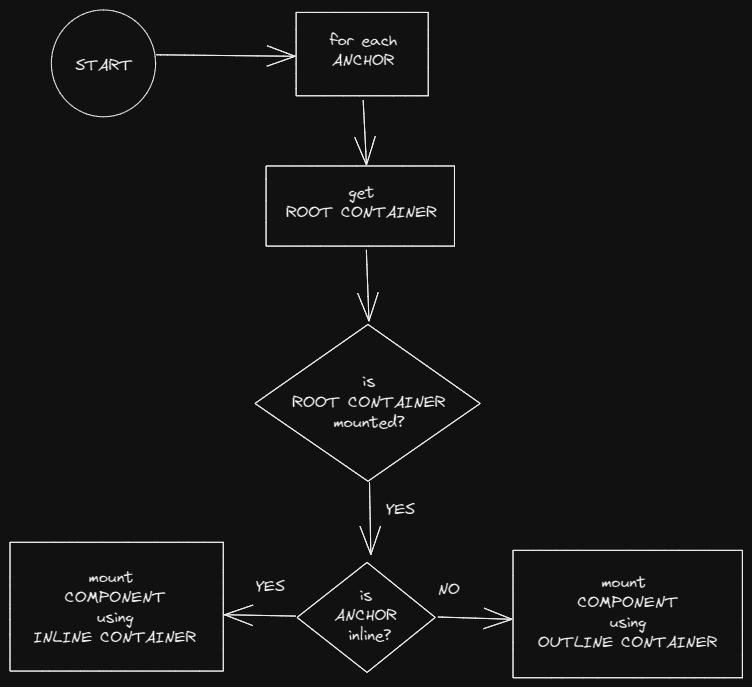 START
for each
ANCHOR
get
ROOT CONTAINER
is
ROOT CONTAINER
mounted?
YES
is
ANCHOR
inline?
YES
mount
COMPONENT
using
INLINE CONTAINER
NO
mount
COMPONENT
using
OUTLINE CONTAINER